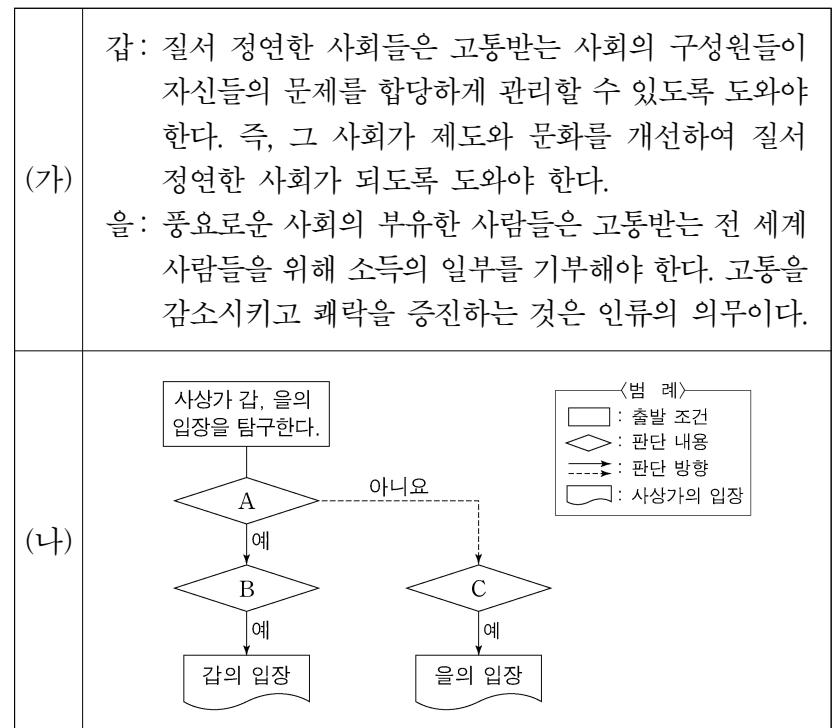 (가)
갑: 질서 정연한 사회들은 고통받는 사회의 구성원들이
자신들의 문제를 합당하게 관리할 수 있도록 도와야
한다. 즉, 그 사회가 제도와 문화를 개선하여 질서
정연한 사회가 되도록 도와야 한다.
을: 풍요로운 사회의 부유한 사람들은 고통받는 전 세계
사람들을 위해 소득의 일부를 기부해야 한다. 고통을
감소시키고 쾌락을 증진하는 것은 인류의 의무이다.
(나)
사상가 갑, 을의
입장을 탐구한다.
A
아니요
예
B
C
예
예
갑의 입장
을의 입장
〈범 례〉
: 출발 조건
: 판단 내용
: 판단 방향
: 사상가의 입장